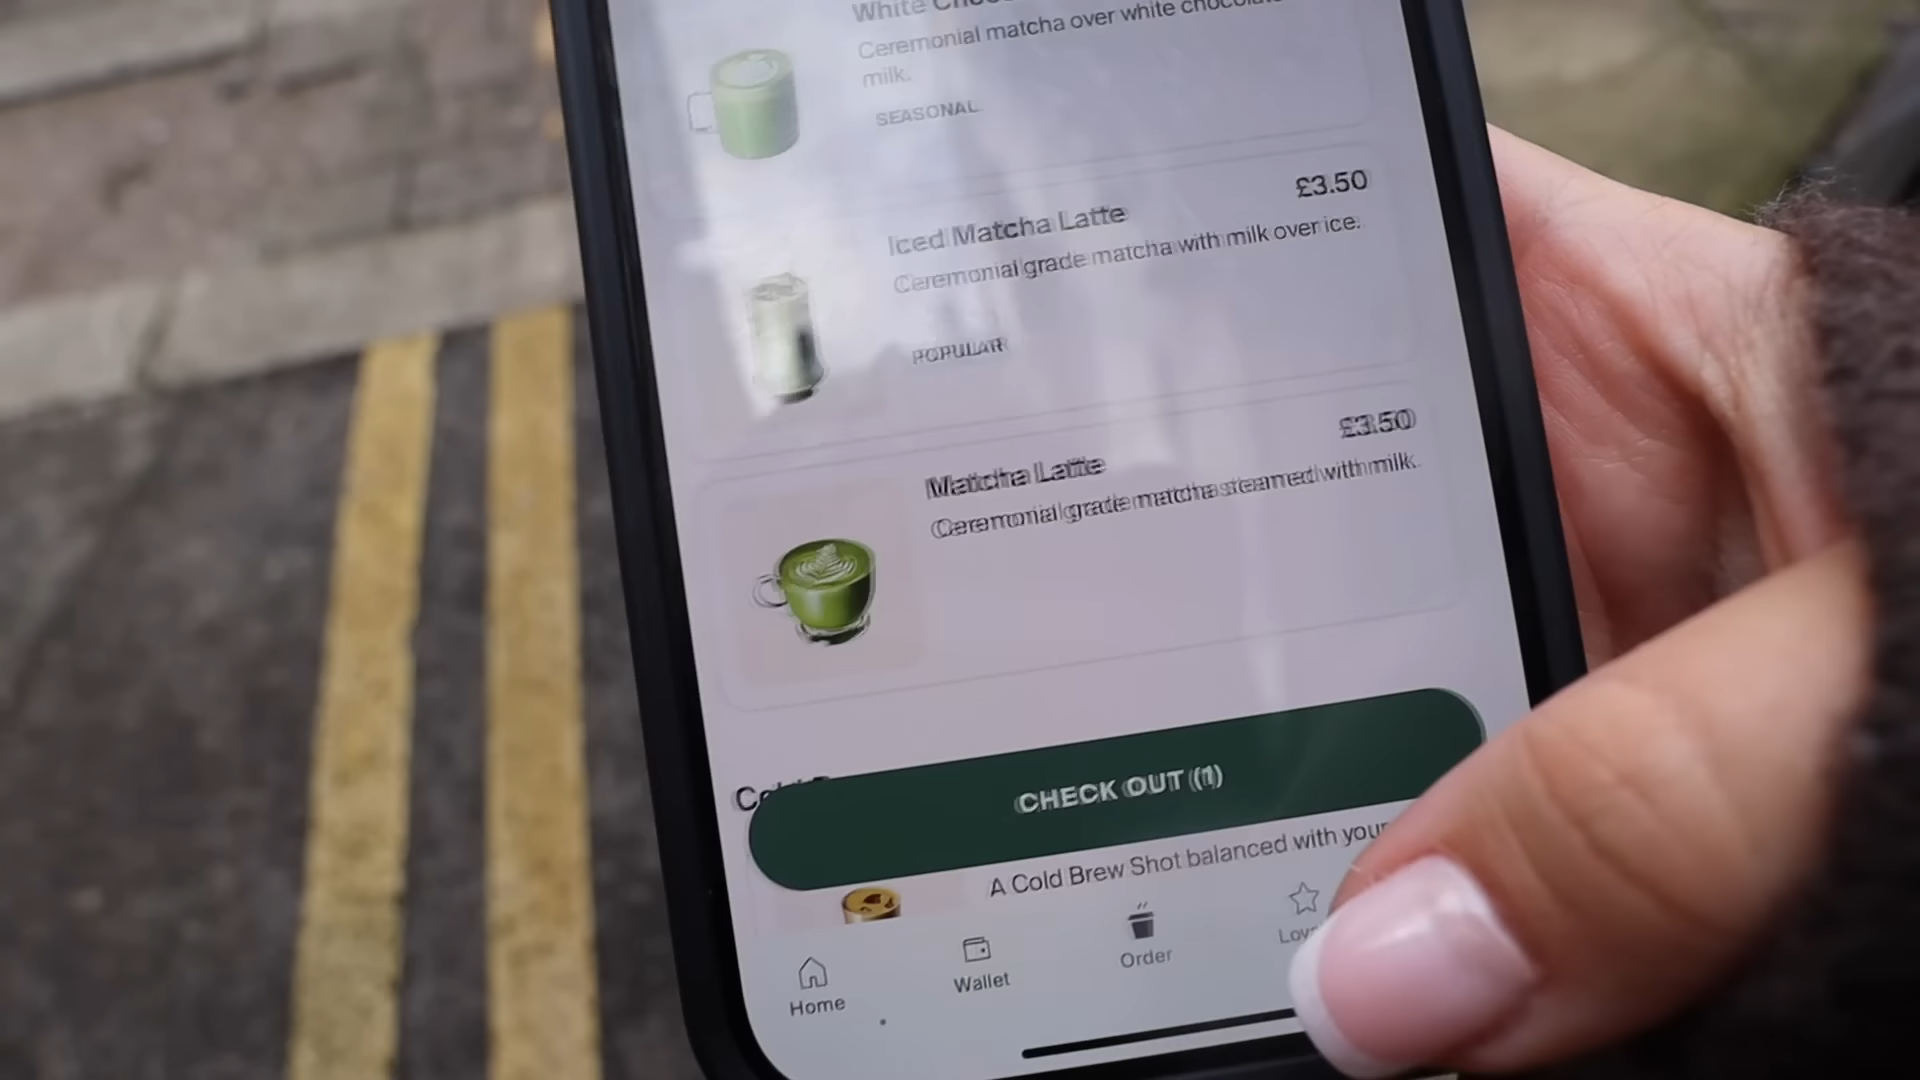 White
Ceremonial matcha over white chocolate
milk.
SEASONAL
£3.50
Iced Matcha Latte
Ceremonial grade matcha with milk over ice.
POPULAR
£3.50
Matcha Latte
Ceremonial grade matcha steamed with milk.
CHECK OUT (1)
A Cold Brew Shot balanced with your
Home
Wallet
Order